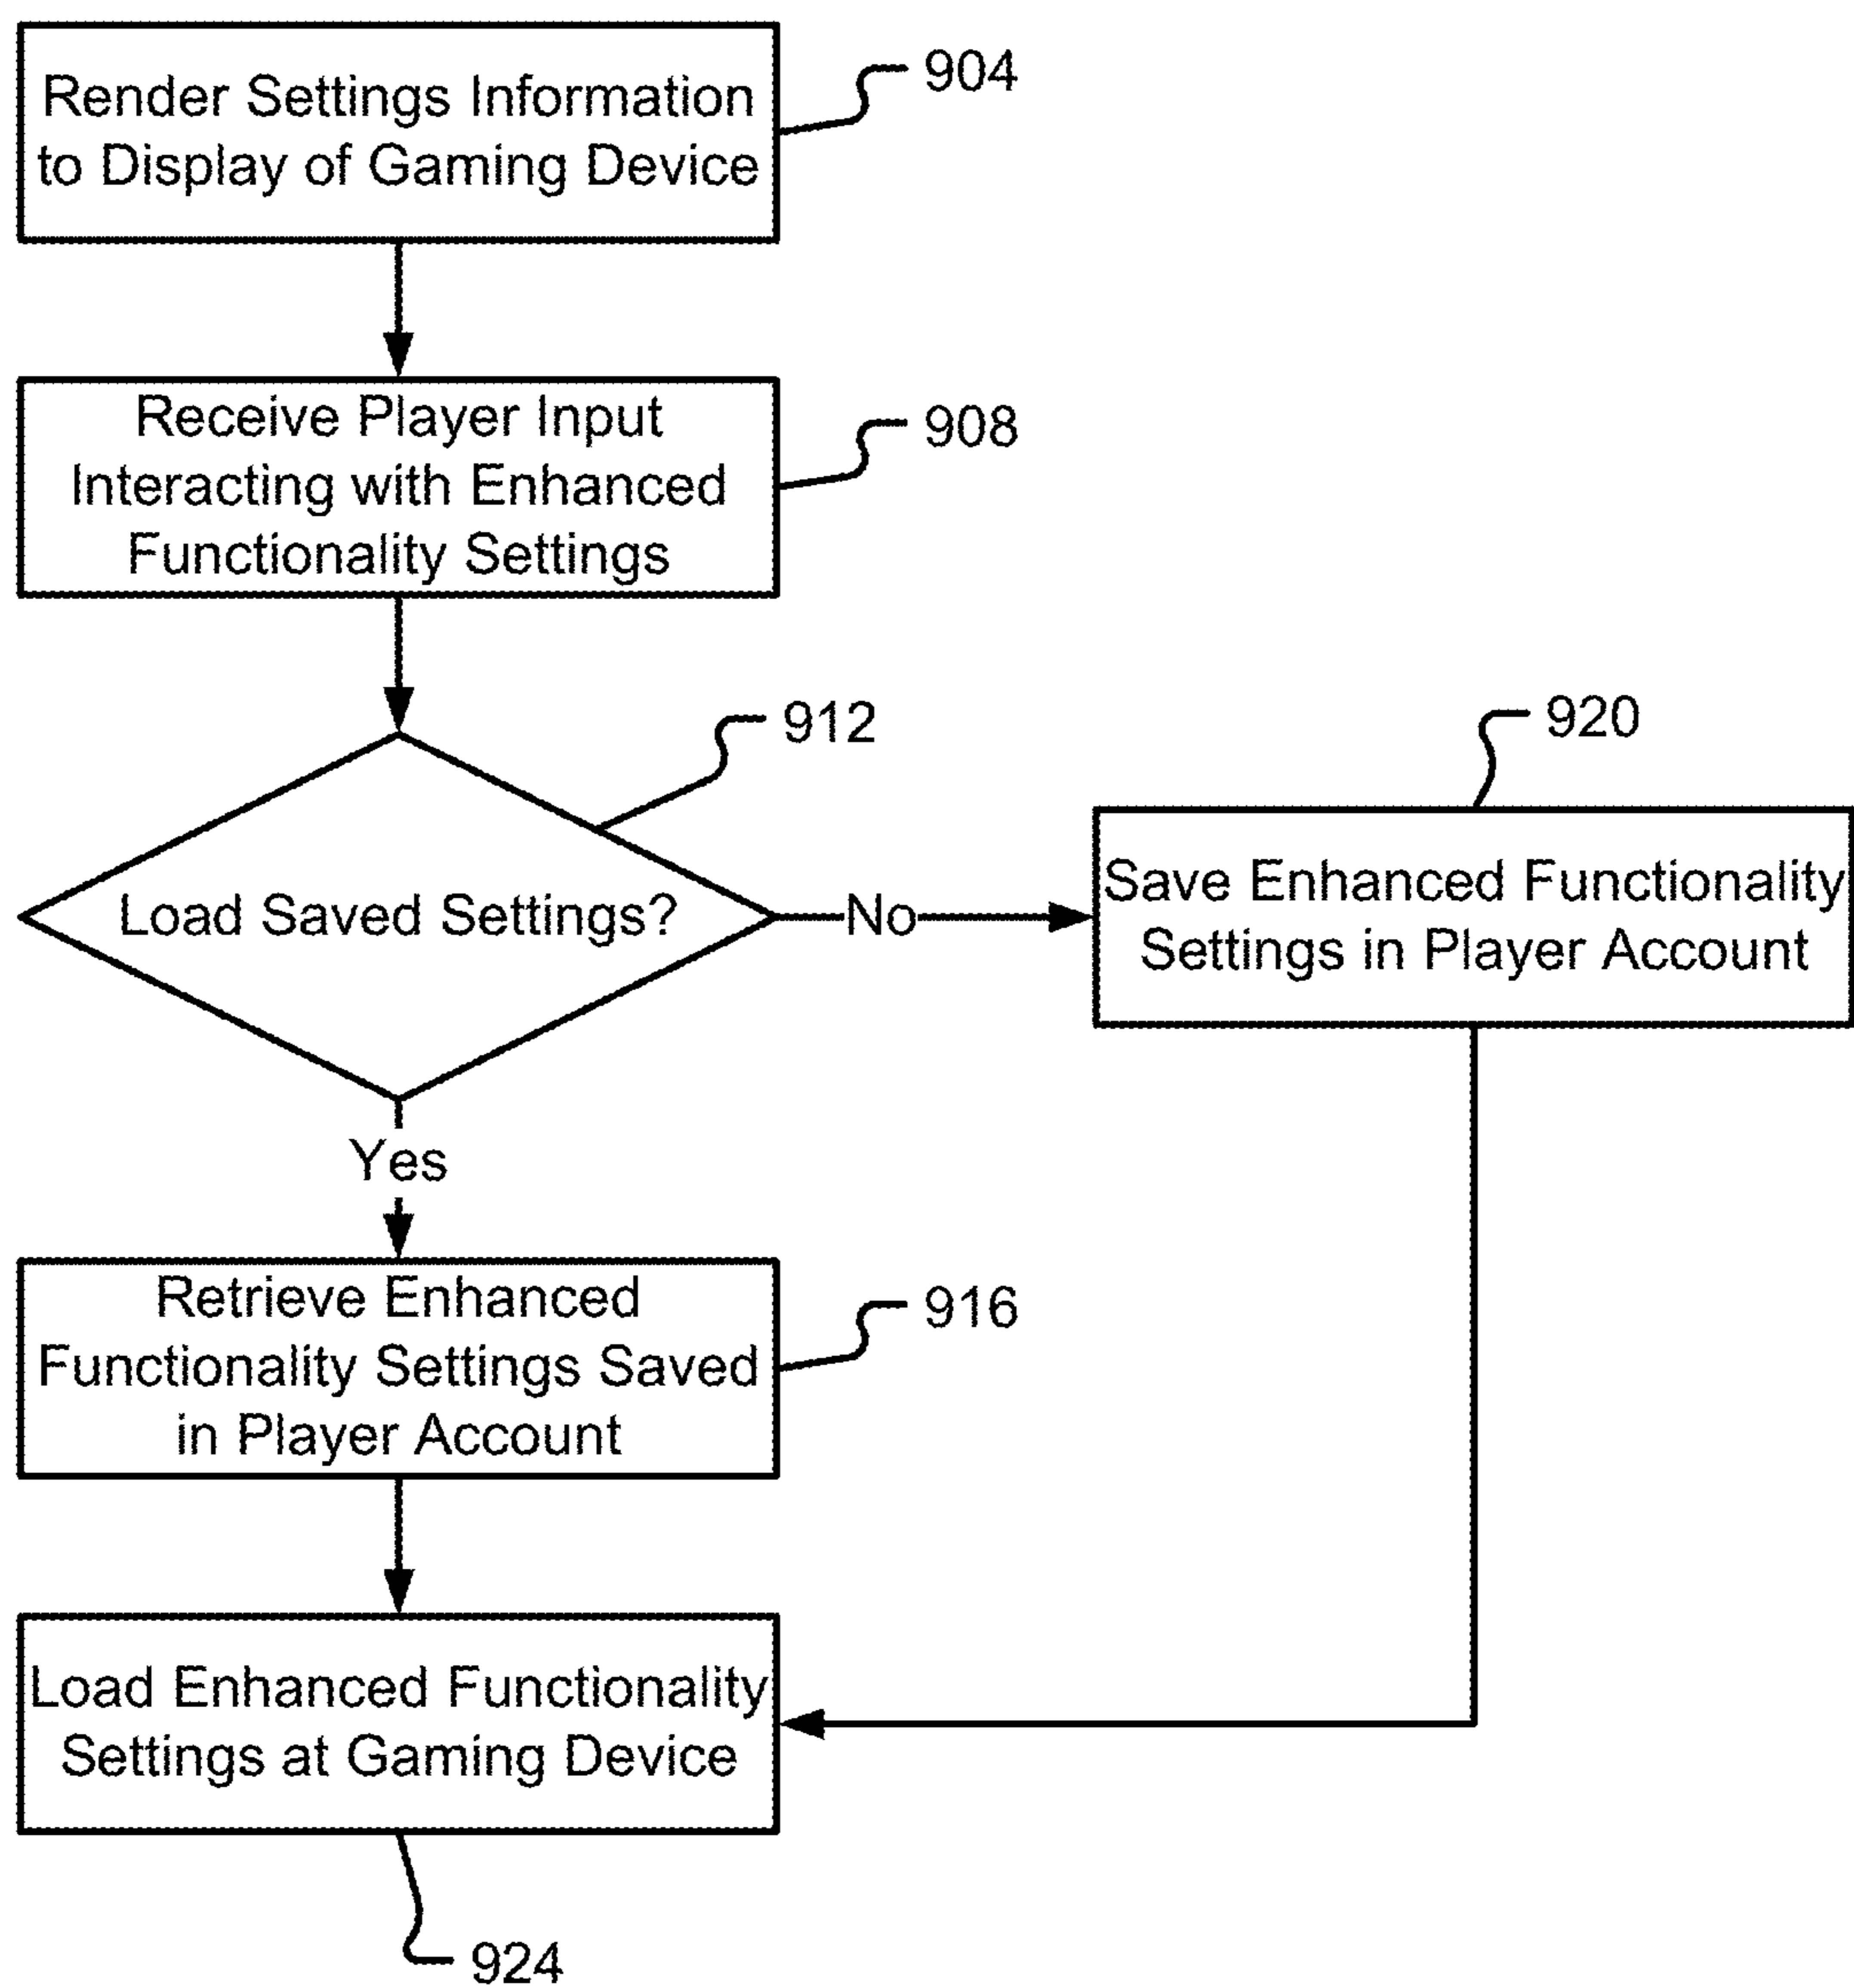 Render Settings Information
to Display of Gaming Device
904
Receive Player Input
Interacting with Enhanced
Functionality Settings
908
912
Load Saved Settings?
No
920
Save Enhanced Functionality
Settings in Player Account
Yes
Retrieve Enhanced
Functionality Settings Saved
in Player Account
916
Load Enhanced Functionality
Settings at Gaming Device
924